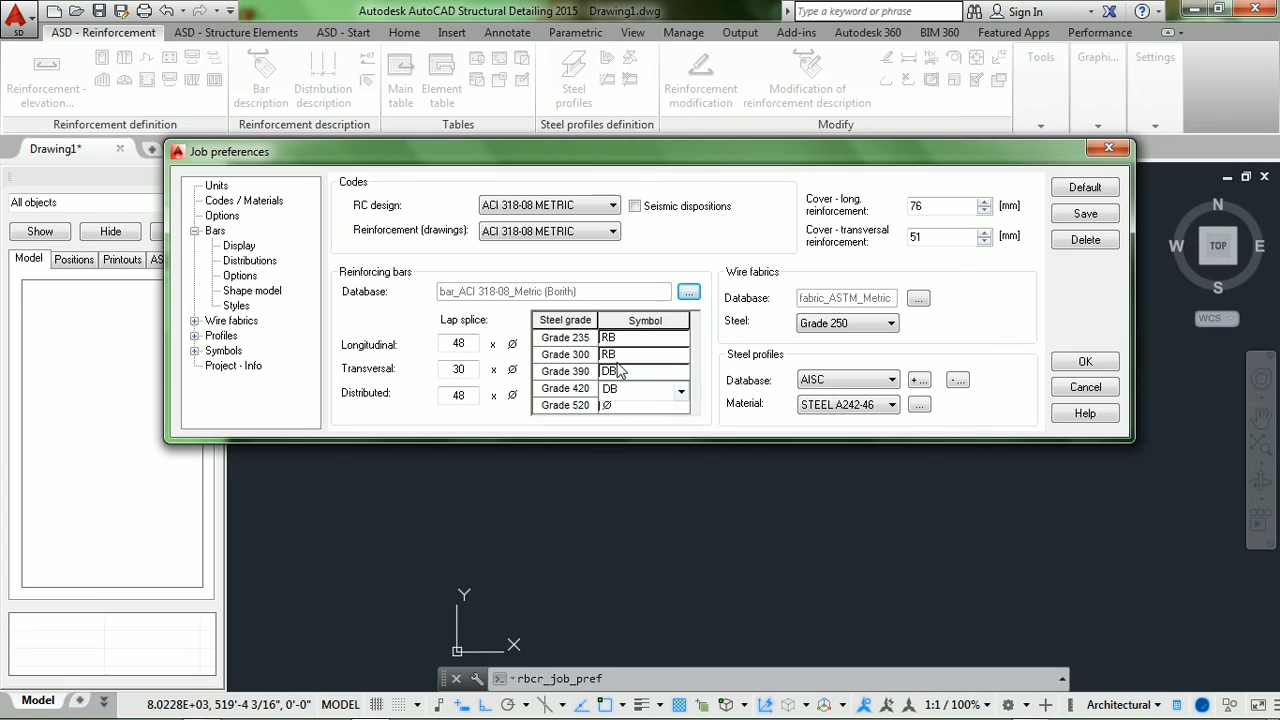 Autodesk AutoCAD Structural Detailing 2015 Drawing1.dwg
Type a keyword or phrase
Sign In
SD
ASD - Reinforcement
ASD - Structure Elements
ASD - Start
Home
Insert
Annotate
Parametric
View
Manage
Output
Add-ins
Autodesk 360
BIM 360
Featured Apps
Performance
Reinforcement -
elevation...
Bar
description
Distribution
description
Main
table
Element
table
Steel
profiles
Reinforcement
modification
Modification of
reinforcement description
Tools
Graphi...
Settings
Reinforcement definition
Reinforcement description
Tables
Steel profiles definition
Modify
Drawing1*
All objects
Show
Hide
Model
Positions
Printouts
AS
Job preferences
Units
Codes / Materials
Options
Bars
Display
Distributions
Options
Shape model
Styles
Wire fabrics
Profiles
Symbols
Project - Info
Codes
RC design:
ACI 318-08 METRIC
Seismic dispositions
Reinforcement (drawings):
ACI 318-08 METRIC
Cover - long.
reinforcement:
76
[mm]
Cover - transversal
reinforcement:
51
[mm]
Reinforcing bars
Database:
bar_ACI 318-08_Metric (Borith)
...
Lap splice:
Longitudinal:
48 x Ø
Transversal:
30 x Ø
Distributed:
48 x Ø
Steel grade Symbol
Grade 235 RB
Grade 300 RB
Grade 390 DB
Grade 420 DB
Grade 520 Ø
Wire fabrics
Database:
fabric_ASTM_Metric
...
Steel:
Grade 250
Steel profiles
Database:
AISC
+ ...
- ...
Material:
STEEL A242-46
...
Default
Save
Delete
OK
Cancel
Help
N
W
TOP
E
S
WCS
Y
X
rbcr_job_pref
Model
8.0228E+03, 519'-4 3/16", 0'-0"
MODEL
1:1 / 100%
Architectural